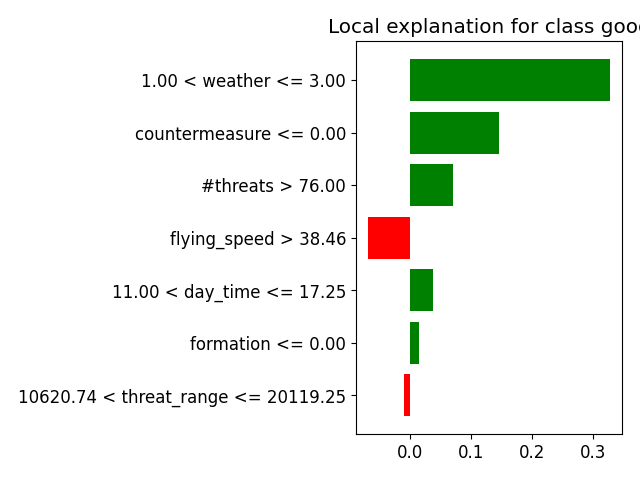 Local explanation for class goo
1.00 < weather <= 3.00
countermeasure <= 0.00
#threats > 76.00
flying_speed > 38.46
11.00 < day_time <= 17.25
formation <= 0.00
10620.74 < threat_range <= 20119.25
0.0 0.1 0.2 0.3